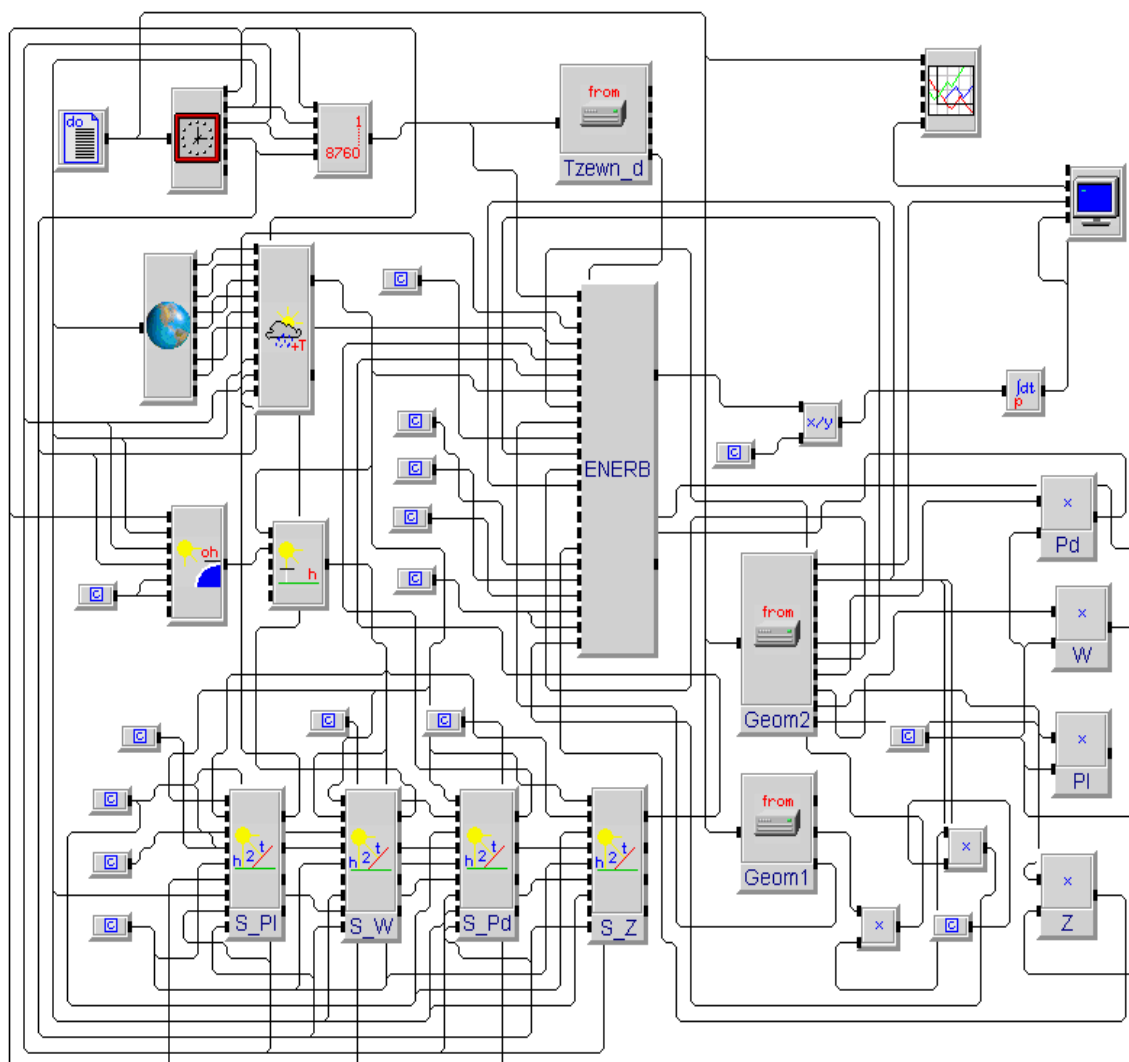 do
1
8760
from
Tzewn_d
+T
C
C
C
C
C
ENERB
x/y
C
∫dt
p
oh
C
h
x
Pd
from
Geom2
x
W
C
x
Pl
C
C
C
C
C
C
h 2 t
S_Pl
h 2 t
S_W
h 2 t
S_Pd
h 2 t
S_Z
from
Geom1
x
x
C
x
Z